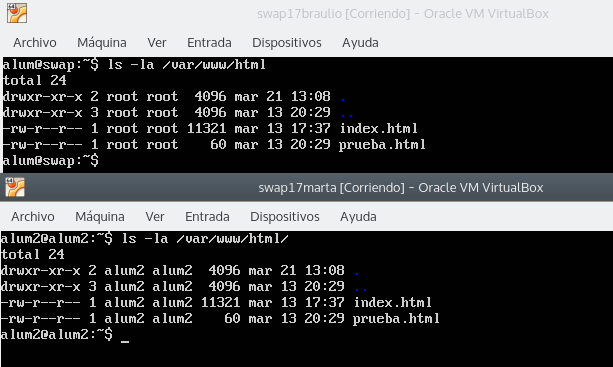 swap17braulio [Corriendo] - Oracle VM VirtualBox
Archivo Máquina Ver Entrada Dispositivos Ayuda
alum@swap:~$ ls -la /var/www/html
total 24
drwxr-xr-x 2 root root  4096 mar 21 13:08 .
drwxr-xr-x 3 root root  4096 mar 13 20:29 ..
-rw-r--r-- 1 root root 11321 mar 13 17:37 index.html
-rw-r--r-- 1 root root    60 mar 13 20:29 prueba.html
alum@swap:~$
swap17marta [Corriendo] - Oracle VM VirtualBox
Archivo Máquina Ver Entrada Dispositivos Ayuda
alum2@alum2:~$ ls -la /var/www/html/
total 24
drwxr-xr-x 2 alum2 alum2  4096 mar 21 13:08 .
drwxr-xr-x 3 alum2 alum2  4096 mar 13 20:29 ..
-rw-r--r-- 1 alum2 alum2 11321 mar 13 17:37 index.html
-rw-r--r-- 1 alum2 alum2    60 mar 13 20:29 prueba.html
alum2@alum2:~$ _